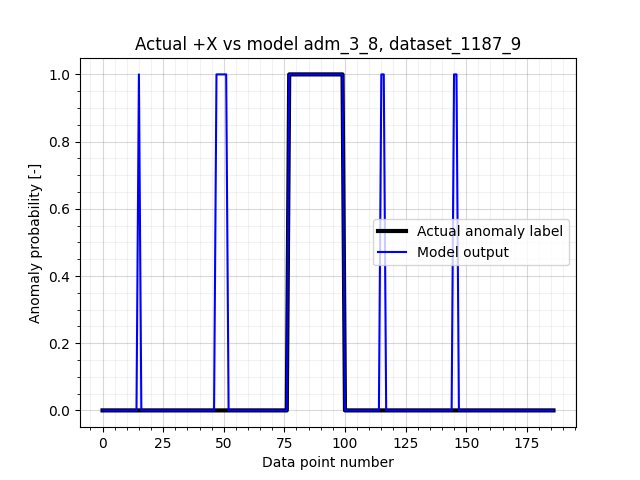 Actual +X vs model adm_3_8, dataset_1187_9
1.0
0.8
0.6
0.4
0.2
0.0
Anomaly probability [-]
Actual anomaly label
Model output
0 25 50 75 100 125 150 175
Data point number